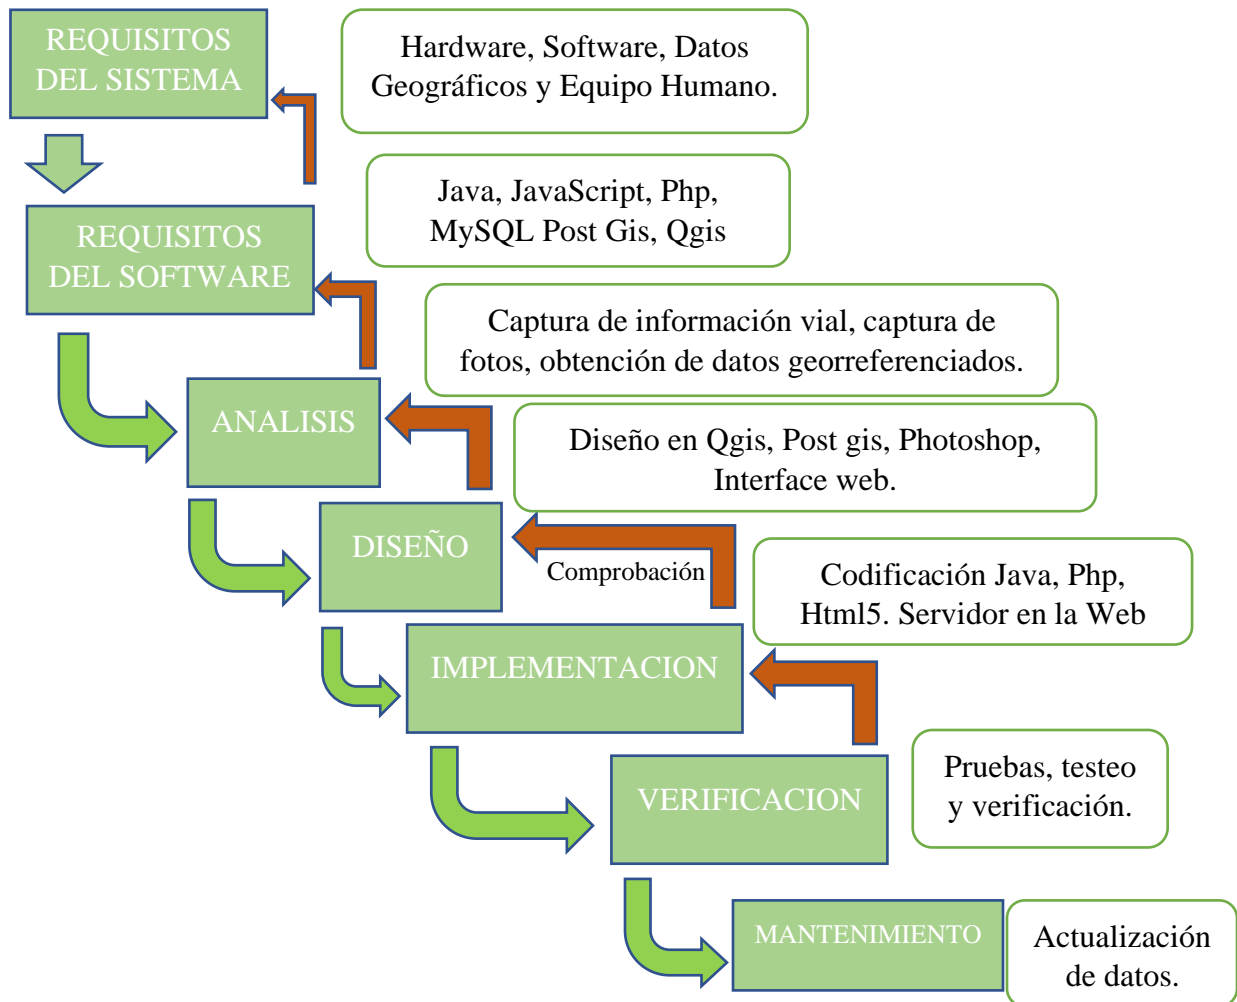 REQUISITOS
DEL SISTEMA
Hardware, Software, Datos
Geográficos y Equipo Humano.
REQUISITOS
DEL SOFTWARE
Java, JavaScript, Php,
MySQL Post Gis, Qgis
ANALISIS
Captura de información vial, captura de
fotos, obtención de datos georreferenciados.
DISEÑO
Diseño en Qgis, Post gis, Photoshop,
Interface web.
Comprobación
IMPLEMENTACION
Codificación Java, Php,
Html5. Servidor en la Web
VERIFICACION
Pruebas, testeo
y verificación.
MANTENIMIENTO
Actualización
de datos.